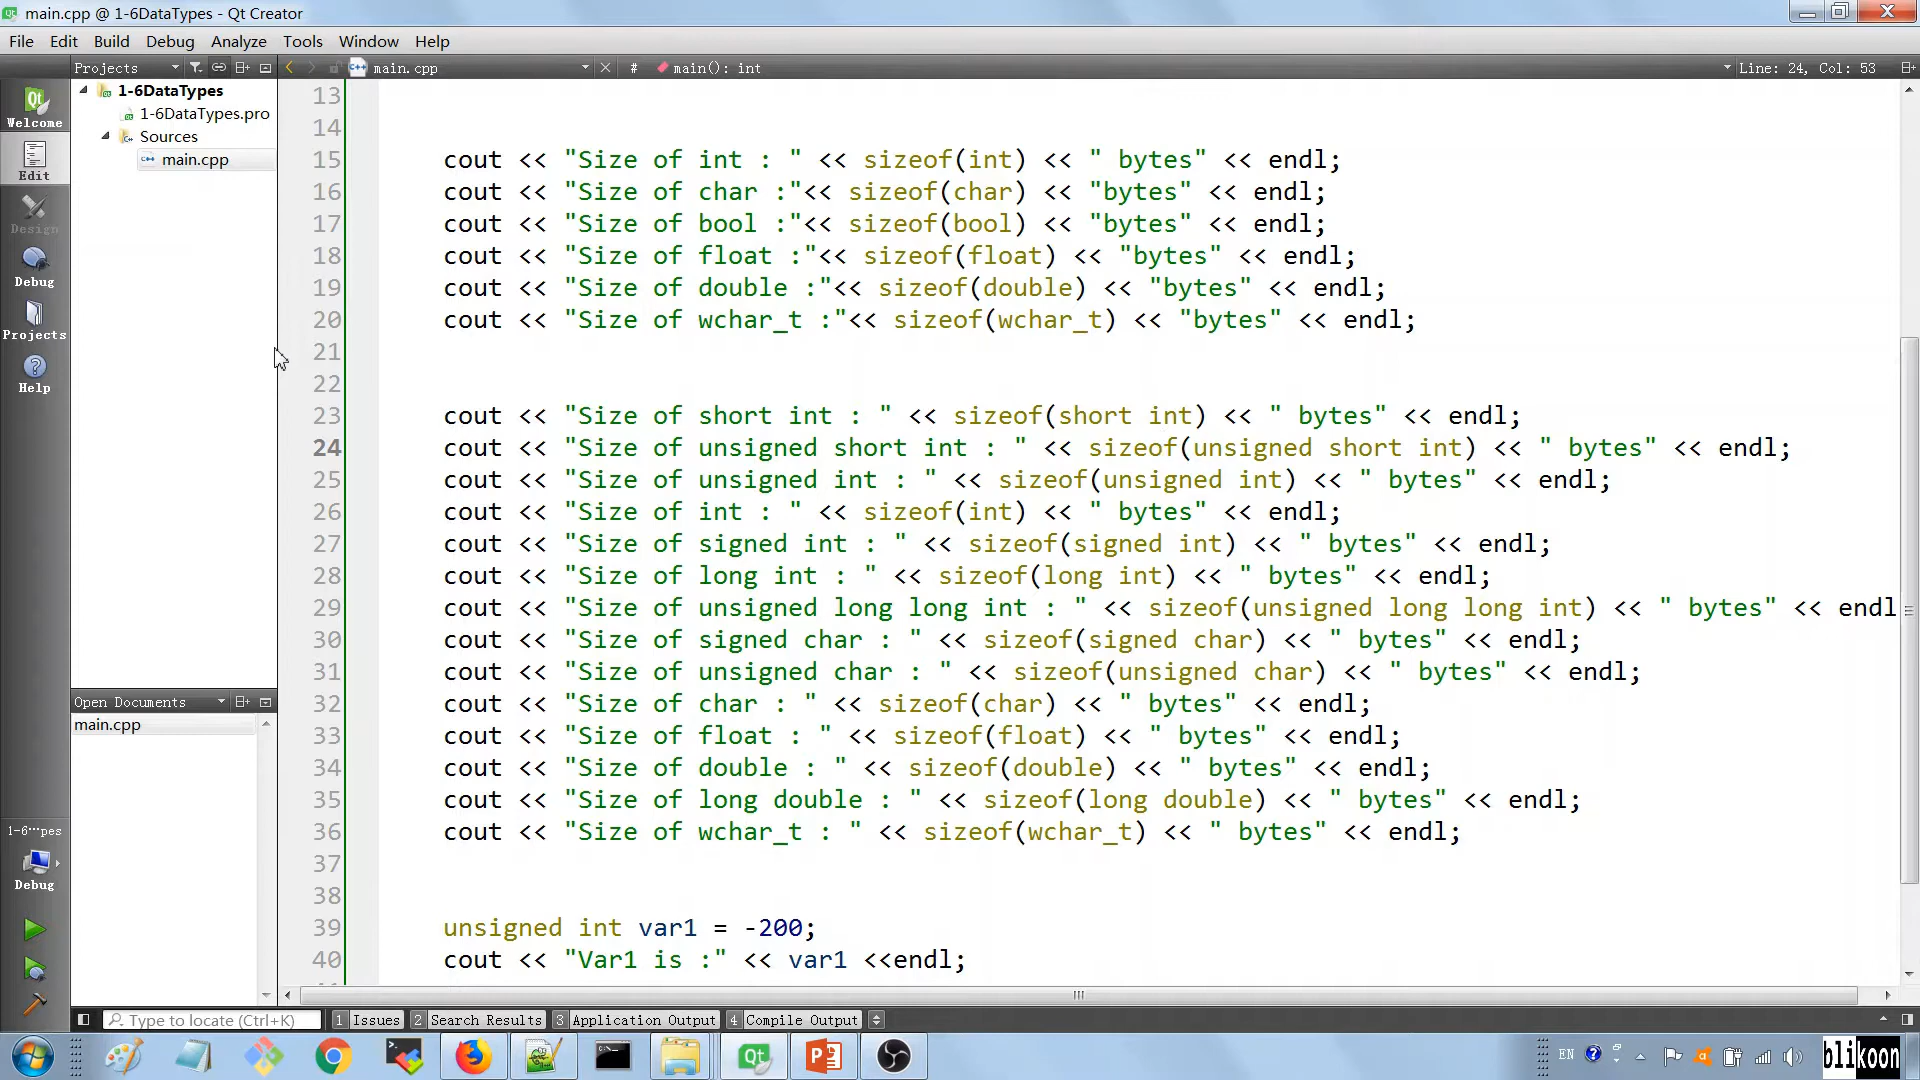 main.cpp @ 1-6DataTypes - Qt Creator
File Edit Build Debug Analyze Tools Window Help
Projects main.cpp # main(): int Line: 24, Col: 53
1-6DataTypes
1-6DataTypes.pro
Sources
main.cpp
Welcome
Edit
Design
Debug
Projects
Help
13
14
15 cout << "Size of int : " << sizeof(int) << " bytes" << endl;
16 cout << "Size of char :"<< sizeof(char) << "bytes" << endl;
17 cout << "Size of bool :"<< sizeof(bool) << "bytes" << endl;
18 cout << "Size of float :"<< sizeof(float) << "bytes" << endl;
19 cout << "Size of double :"<< sizeof(double) << "bytes" << endl;
20 cout << "Size of wchar_t :"<< sizeof(wchar_t) << "bytes" << endl;
21
22
23 cout << "Size of short int : " << sizeof(short int) << " bytes" << endl;
24 cout << "Size of unsigned short int : " << sizeof(unsigned short int) << " bytes" << endl;
25 cout << "Size of unsigned int : " << sizeof(unsigned int) << " bytes" << endl;
26 cout << "Size of int : " << sizeof(int) << " bytes" << endl;
27 cout << "Size of signed int : " << sizeof(signed int) << " bytes" << endl;
28 cout << "Size of long int : " << sizeof(long int) << " bytes" << endl;
29 cout << "Size of unsigned long long int : " << sizeof(unsigned long long int) << " bytes" << endl
30 cout << "Size of signed char : " << sizeof(signed char) << " bytes" << endl;
31 cout << "Size of unsigned char : " << sizeof(unsigned char) << " bytes" << endl;
32 cout << "Size of char : " << sizeof(char) << " bytes" << endl;
33 cout << "Size of float : " << sizeof(float) << " bytes" << endl;
34 cout << "Size of double : " << sizeof(double) << " bytes" << endl;
35 cout << "Size of long double : " << sizeof(long double) << " bytes" << endl;
36 cout << "Size of wchar_t : " << sizeof(wchar_t) << " bytes" << endl;
37
38
39 unsigned int var1 = -200;
40 cout << "Var1 is :" << var1 <<endl;
Open Documents
main.cpp
1-6···pes
Debug
Type to locate (Ctrl+K) 1 Issues 2 Search Results 3 Application Output 4 Compile Output
EN
blikoon